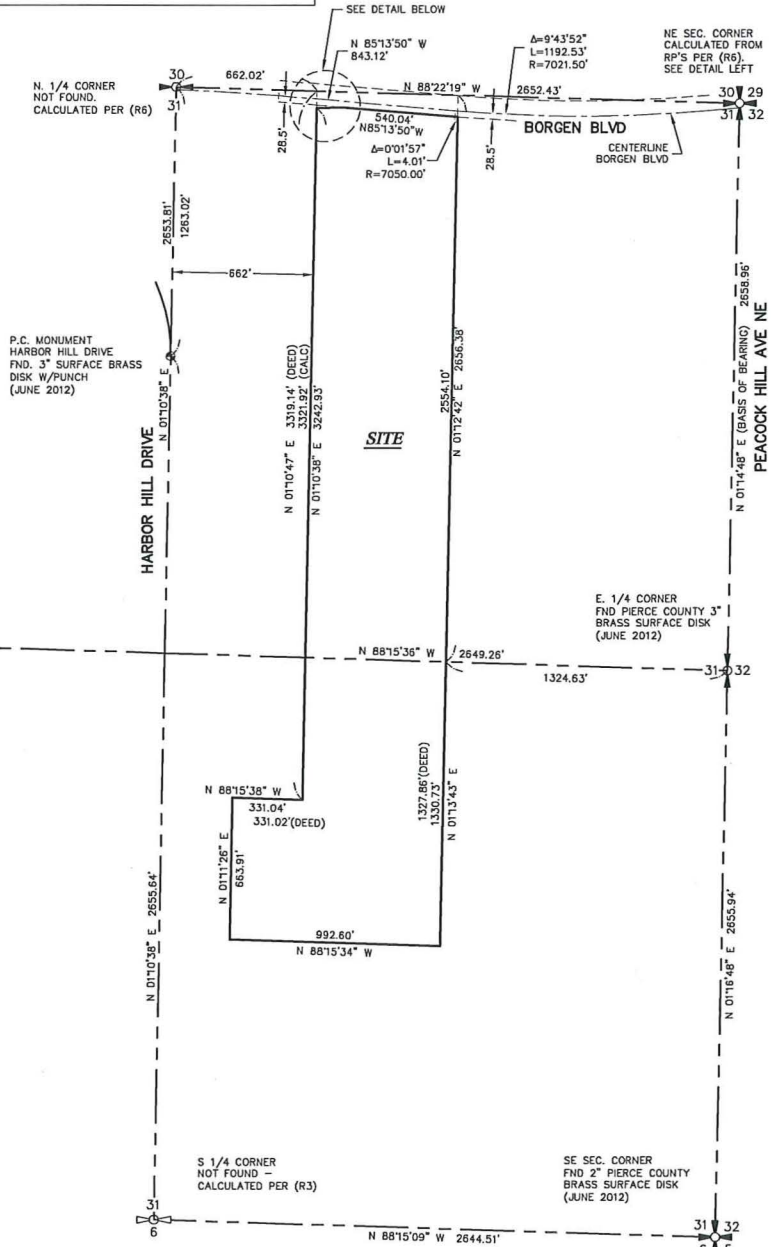 SEE DETAIL BELOW
N 85°13'50" W
843.12'
Δ=9°43'52"
L=1192.53'
R=7021.50'
NE SEC. CORNER
CALCULATED FROM
RP'S PER (R6).
SEE DETAIL LEFT
N. 1/4 CORNER
NOT FOUND.
CALCULATED PER (R6)
30
31
662.02'
N 88°22'19" W
2652.43'
30
29
31
32
28.5'
540.04'
N85°13'50"W
Δ=0°01'57"
L=4.01'
R=7050.00'
28.5'
BORGEN BLVD
CENTERLINE
BORGEN BLVD
2653.81'
1263.02'
662'
P.C. MONUMENT
HARBOR HILL DRIVE
FND. 3" SURFACE BRASS
DISK W/PUNCH
(JUNE 2012)
N 01°10'38" E
HARBOR HILL DRIVE
N 01°10'47" E 3319.14' (DEED)
3321.92' (CALC)
N 01°10'38" E 3242.93'
SITE
2554.10'
N 01°12'42" E 2656.38'
N 01°14'48" E (BASIS OF BEARING) 2658.96'
PEACOCK HILL AVE NE
E. 1/4 CORNER
FND PIERCE COUNTY 3"
BRASS SURFACE DISK
(JUNE 2012)
N 88°15'36" W
2649.26'
1324.63'
31
32
N 88°15'38" W
331.04'
331.02'(DEED)
1327.86'(DEED)
1330.73'
N 01°13'43" E
N 01°11'26" E
663.91'
992.60'
N 88°15'34" W
N 01°10'38" E 2655.64'
N 01°16'48" E 2655.94'
S 1/4 CORNER
NOT FOUND –
CALCULATED PER (R3)
SE SEC. CORNER
FND 2" PIERCE COUNTY
BRASS SURFACE DISK
(JUNE 2012)
31
6
N 88°15'09" W 2644.51'
31
32